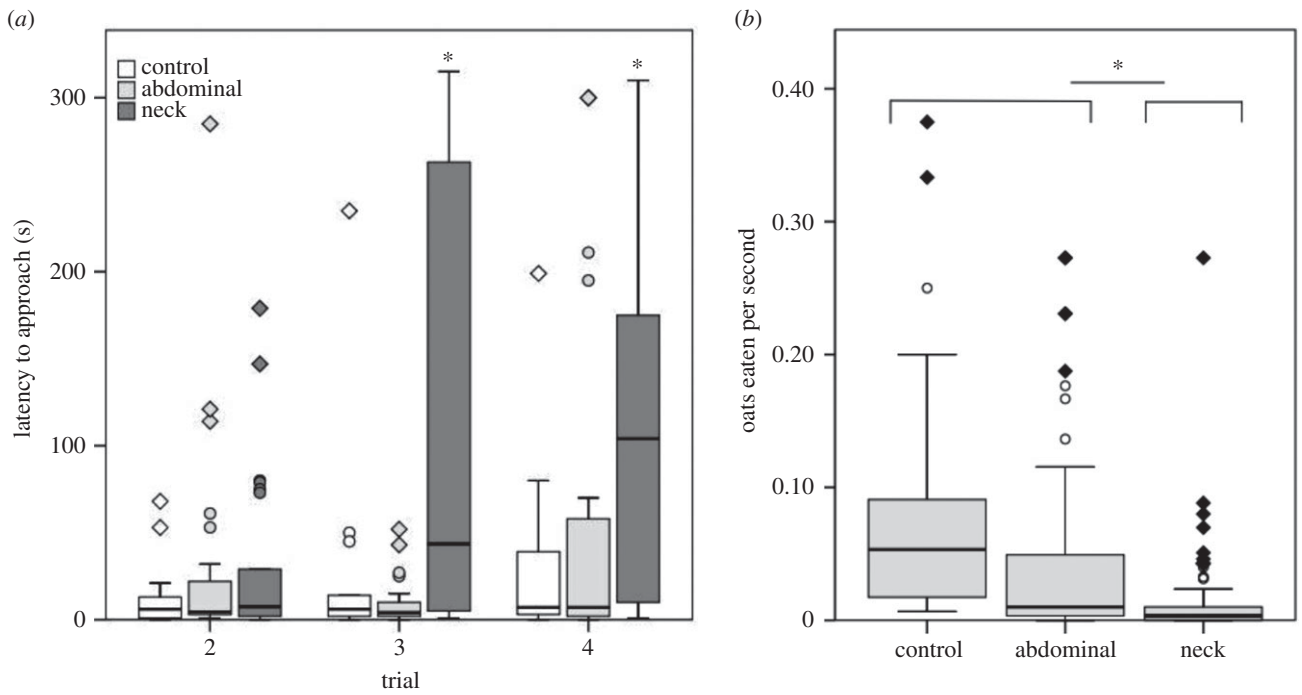 (a)
control
abdominal
neck
*
*
300
200
100
0
latency to approach (s)
2
3
4
trial
(b)
*
0.40
0.30
0.20
0.10
0
oats eaten per second
control
abdominal
neck